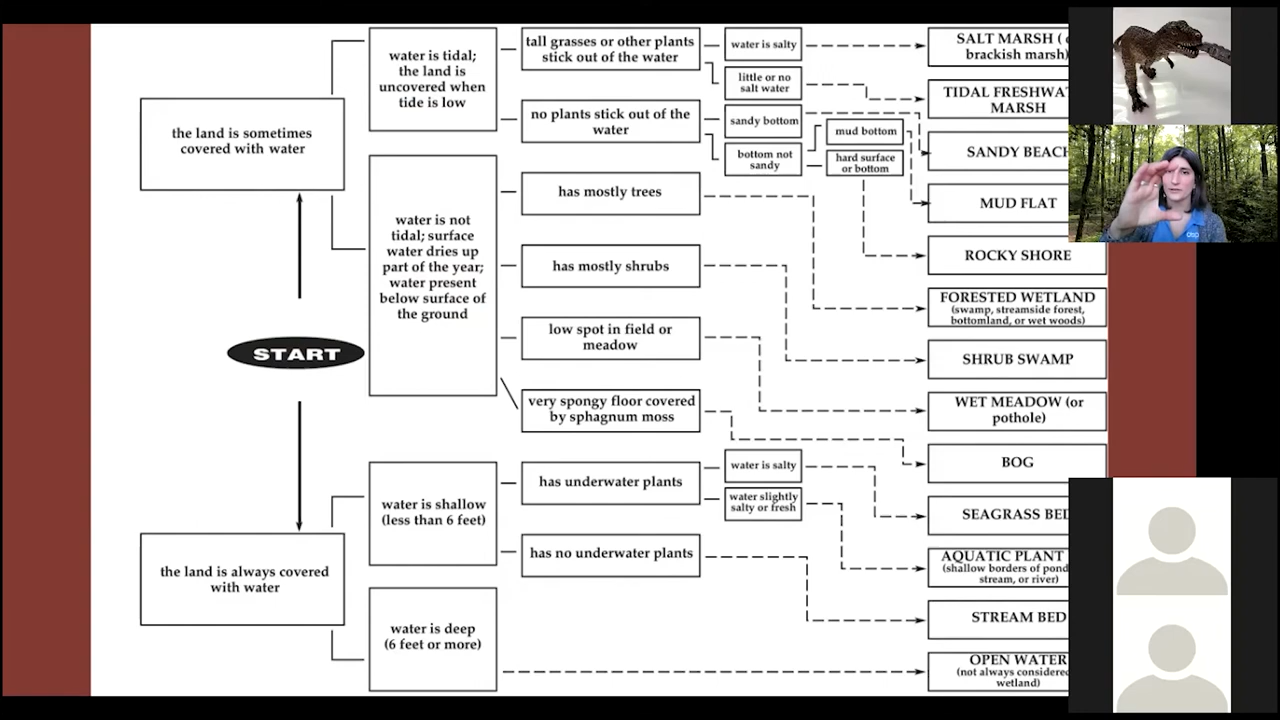 the land is sometimes
covered with water
START
the land is always covered
with water
water is tidal;
the land is
uncovered when
tide is low
water is not
tidal; surface
water dries up
part of the year;
water present
below surface of
the ground
water is shallow
(less than 6 feet)
water is deep
(6 feet or more)
tall grasses or other plants
stick out of the water
no plants stick out of the
water
has mostly trees
has mostly shrubs
low spot in field or
meadow
very spongy floor covered
by sphagnum moss
has underwater plants
has no underwater plants
water is salty
little or no
salt water
sandy bottom
bottom not
sandy
mud bottom
hard surface
or bottom
water is salty
water slightly
salty or fresh
SALT MARSH (
brackish marsh)
TIDAL
MARSH
SANDY
MUD FLAT
ROCKY SHORE
FORESTED WETLAND
(swamp, streamside forest,
bottomland, or wet woods)
SHRUB SWAMP
WET MEADOW (or
pothole)
BOG
SEAGRASS
AQUATIC PLANT
(shallow borders of
stream, or river)
STREAM BED
OPEN WATER
(not always
wetland)